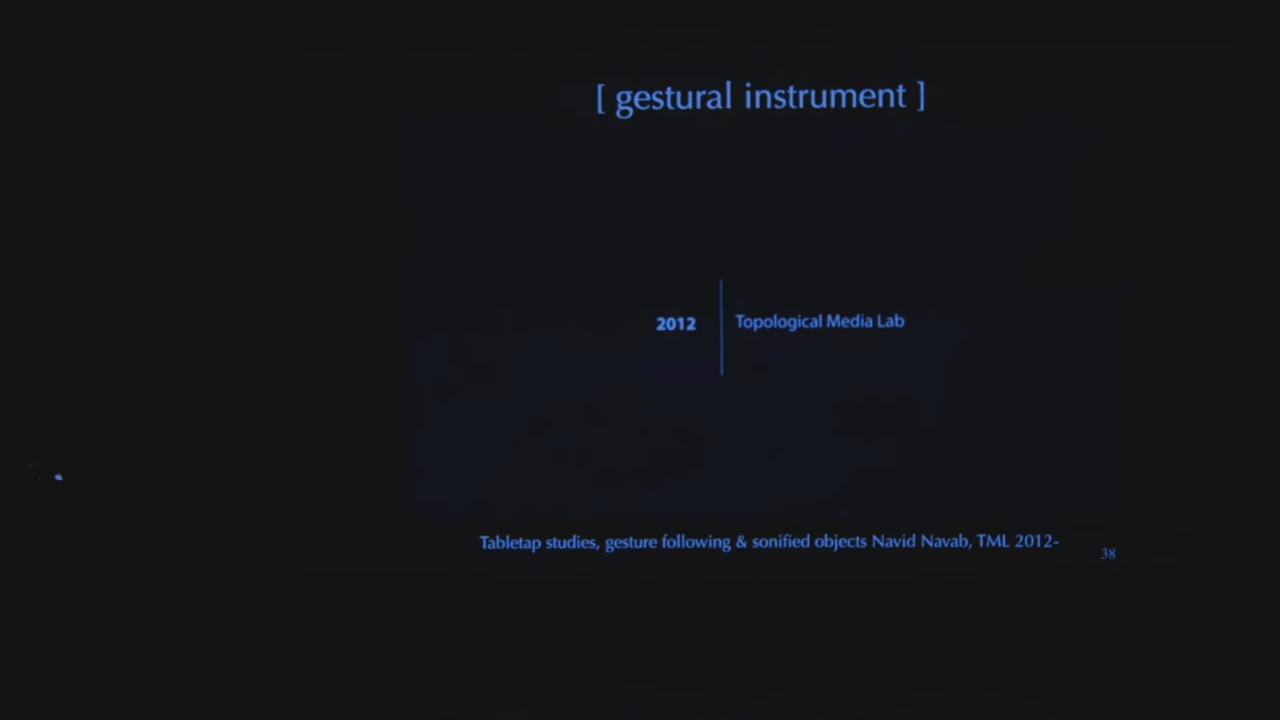 [ gestural instrument ]
2012
Topological Media Lab
Tabletap studies, gesture following & sonified objects Navid Navab, TML 2012-
38